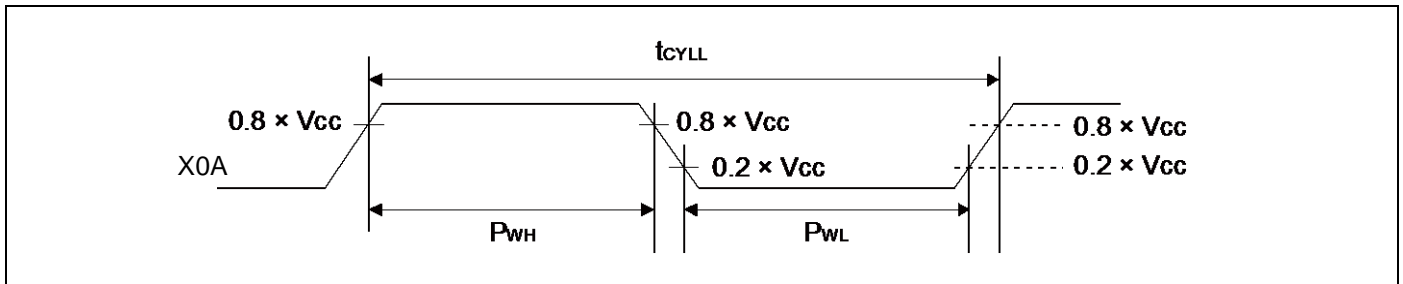 tCYLL
0.8 × Vcc
0.8 × Vcc
0.8 × Vcc
X0A
0.2 × Vcc
0.2 × Vcc
PWH
PWL